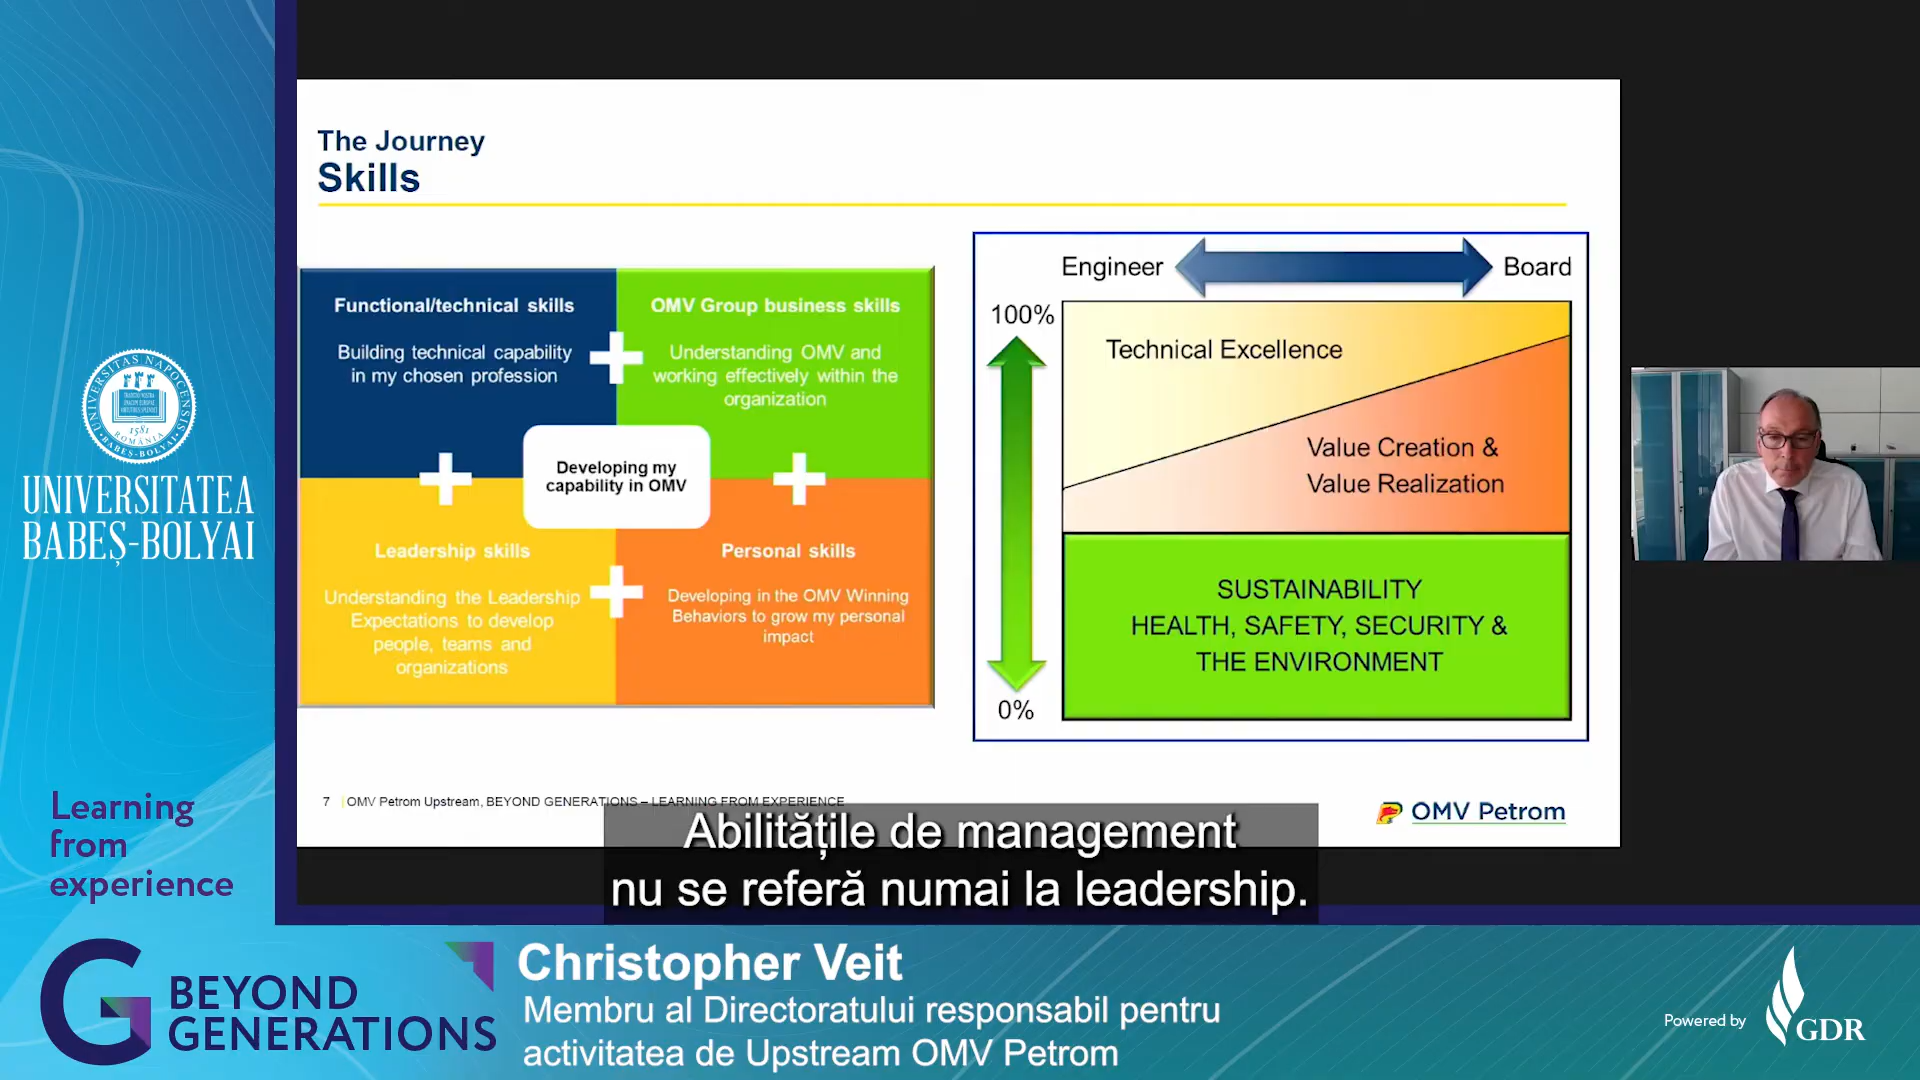 The Journey
Skills
Functional/technical skills
Building technical capability
in my chosen profession
OMV Group business skills
Understanding OMV and
working effectively within the
organization
Developing my
capability in OMV
Leadership skills
Understanding the Leadership
Expectations to develop
people, teams and
organizations
Personal skills
Developing in the OMV Winning
Behaviors to grow my personal
impact
Engineer
Board
100%
Technical Excellence
Value Creation &
Value Realization
SUSTAINABILITY
HEALTH, SAFETY, SECURITY &
THE ENVIRONMENT
0%
7 | OMV Petrom Upstream, BEYOND GENERATIONS – LEARNING FROM EXPERIENCE
OMV Petrom
Abilitățile de management
nu se referă numai la leadership.
UNIVERSITAS NAPOCENSIS
1581
ROMÂNIA
BABEȘ-BOLYAI
UNIVERSITATEA
BABEȘ-BOLYAI
Learning
from
experience
BEYOND
GENERATIONS
Christopher Veit
Membru al Directoratului responsabil pentru
activitatea de Upstream OMV Petrom
Powered by
GDR